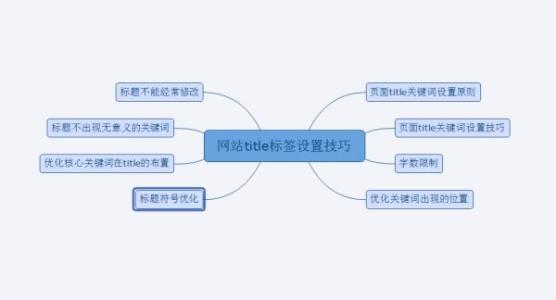 网站title标签设置技巧
标题不能经常修改
标题不出现无意义的关键词
优化核心关键词在title的布置
标题符号优化
页面title关键词设置原则
页面title关键词设置技巧
字数限制
优化关键词出现的位置